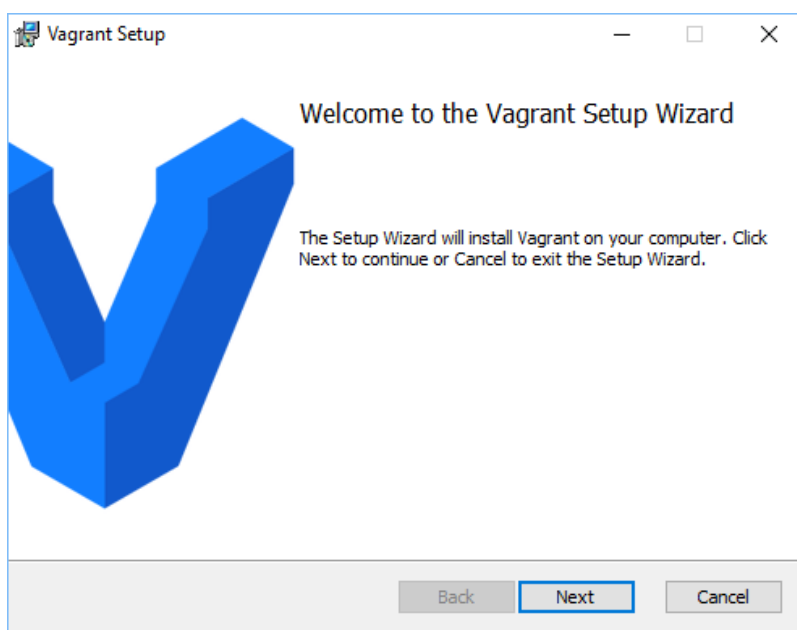 Vagrant Setup
Welcome to the Vagrant Setup Wizard
The Setup Wizard will install Vagrant on your computer. Click
Next to continue or Cancel to exit the Setup Wizard.
Back
Next
Cancel